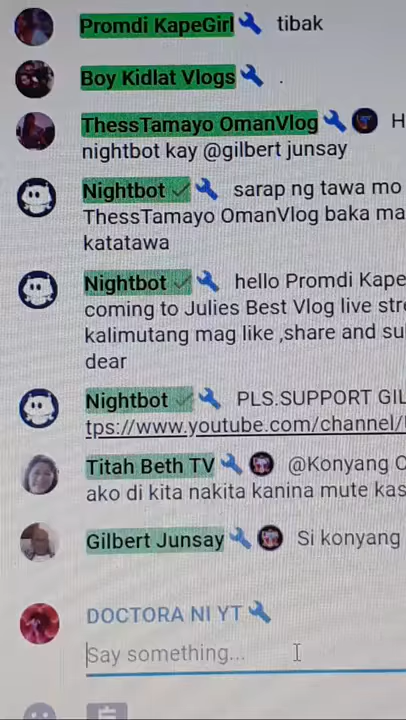 Promdi KapeGirl tibak
Boy Kidlat Vlogs .
ThessTamayo OmanVlog H
nightbot kay @gilbert junsay
Nightbot sarap ng tawa mo
ThessTamayo OmanVlog baka ma
katatawa
Nightbot hello Promdi Kape
coming to Julies Best Vlog live str
kalimutang mag like ,share and su
dear
Nightbot PLS.SUPPORT GIL
tps://www.youtube.com/channel/
Titah Beth TV @Konyang
ako di kita nakita kanina mute kas
Gilbert Junsay Si konyang
DOCTORA NI YT
Say something...